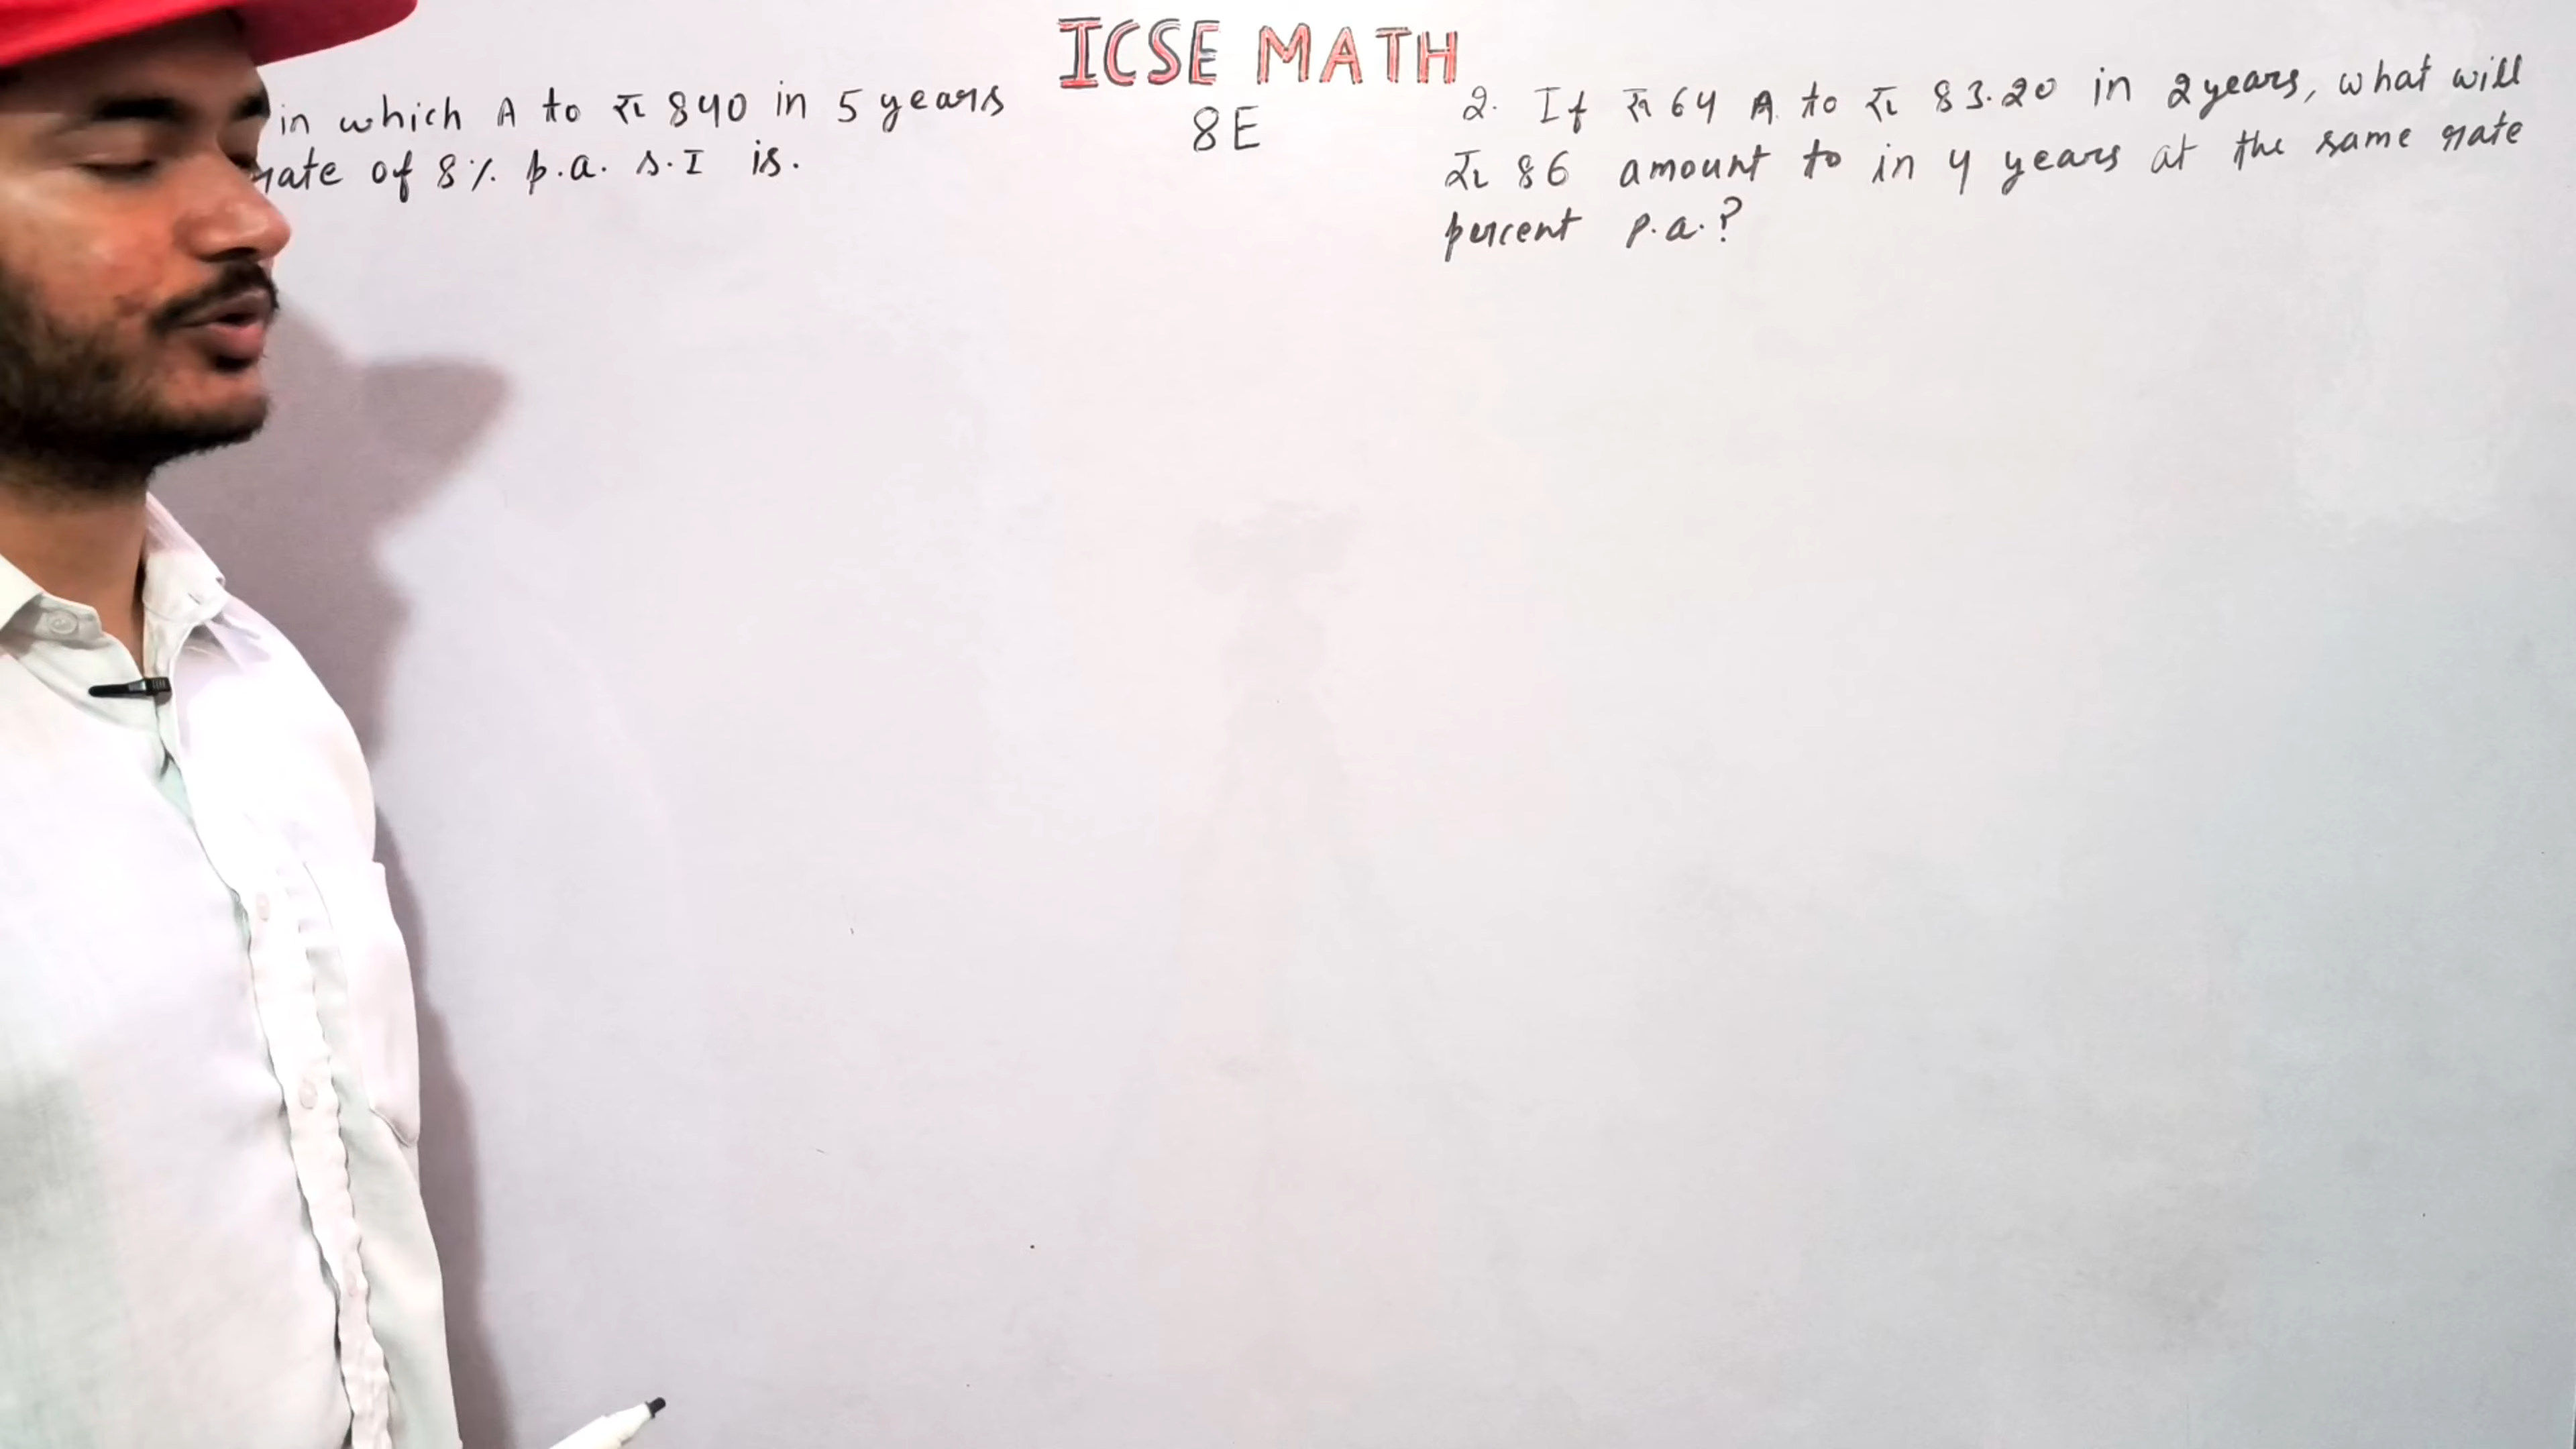 ICSE MATH
8E
in which A to रु 840 in 5 years
rate of 8% p.a. S.I is.
2. If रु 64 A to रु 83.20 in 2 years, what will
रु 86 amount to in 4 years at the same rate
percent p.a.?